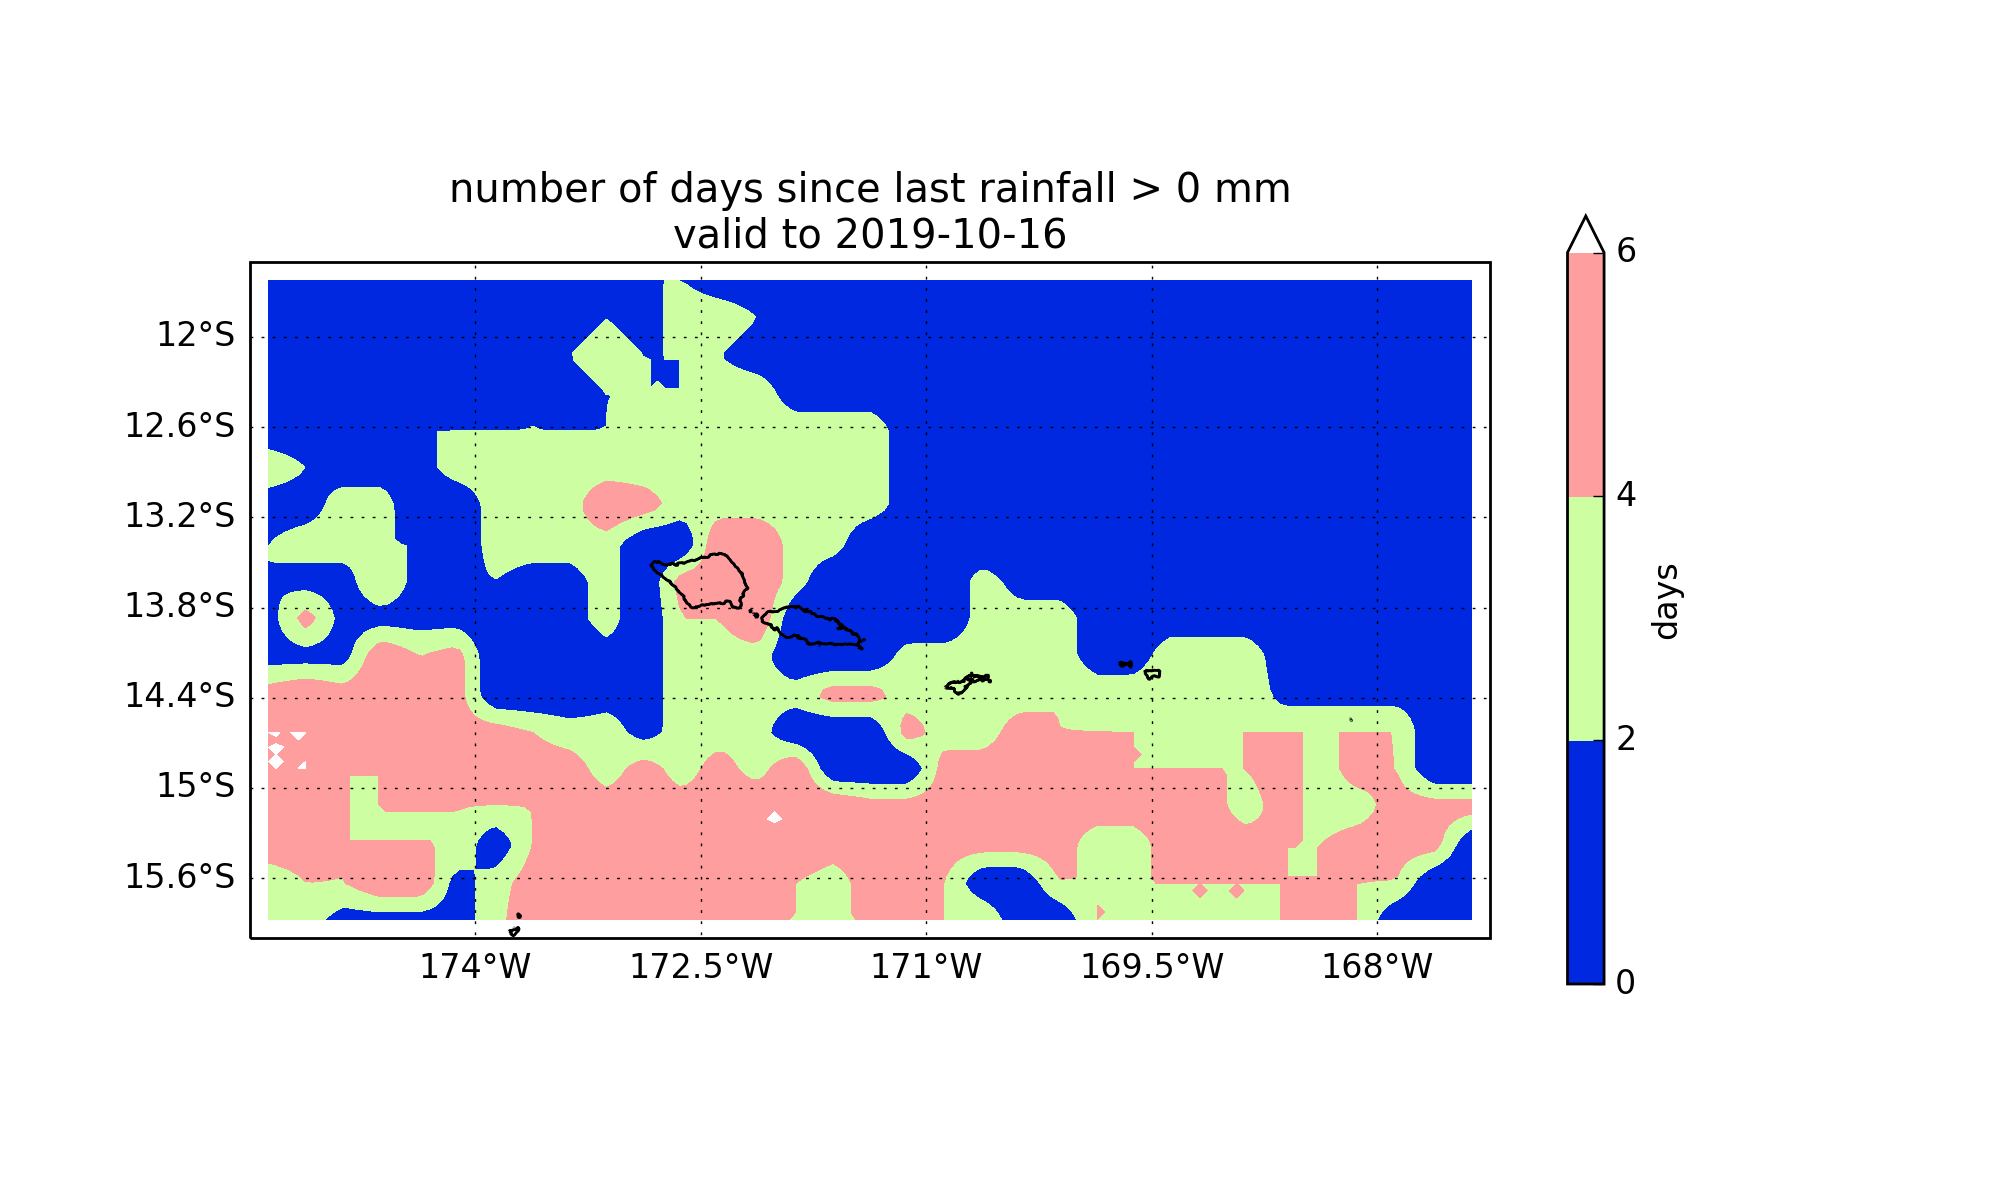 number of days since last rainfall > 0 mm
valid to 2019-10-16
12°S
12.6°S
13.2°S
13.8°S
14.4°S
15°S
15.6°S
174°W
172.5°W
171°W
169.5°W
168°W
6
4
2
0
days